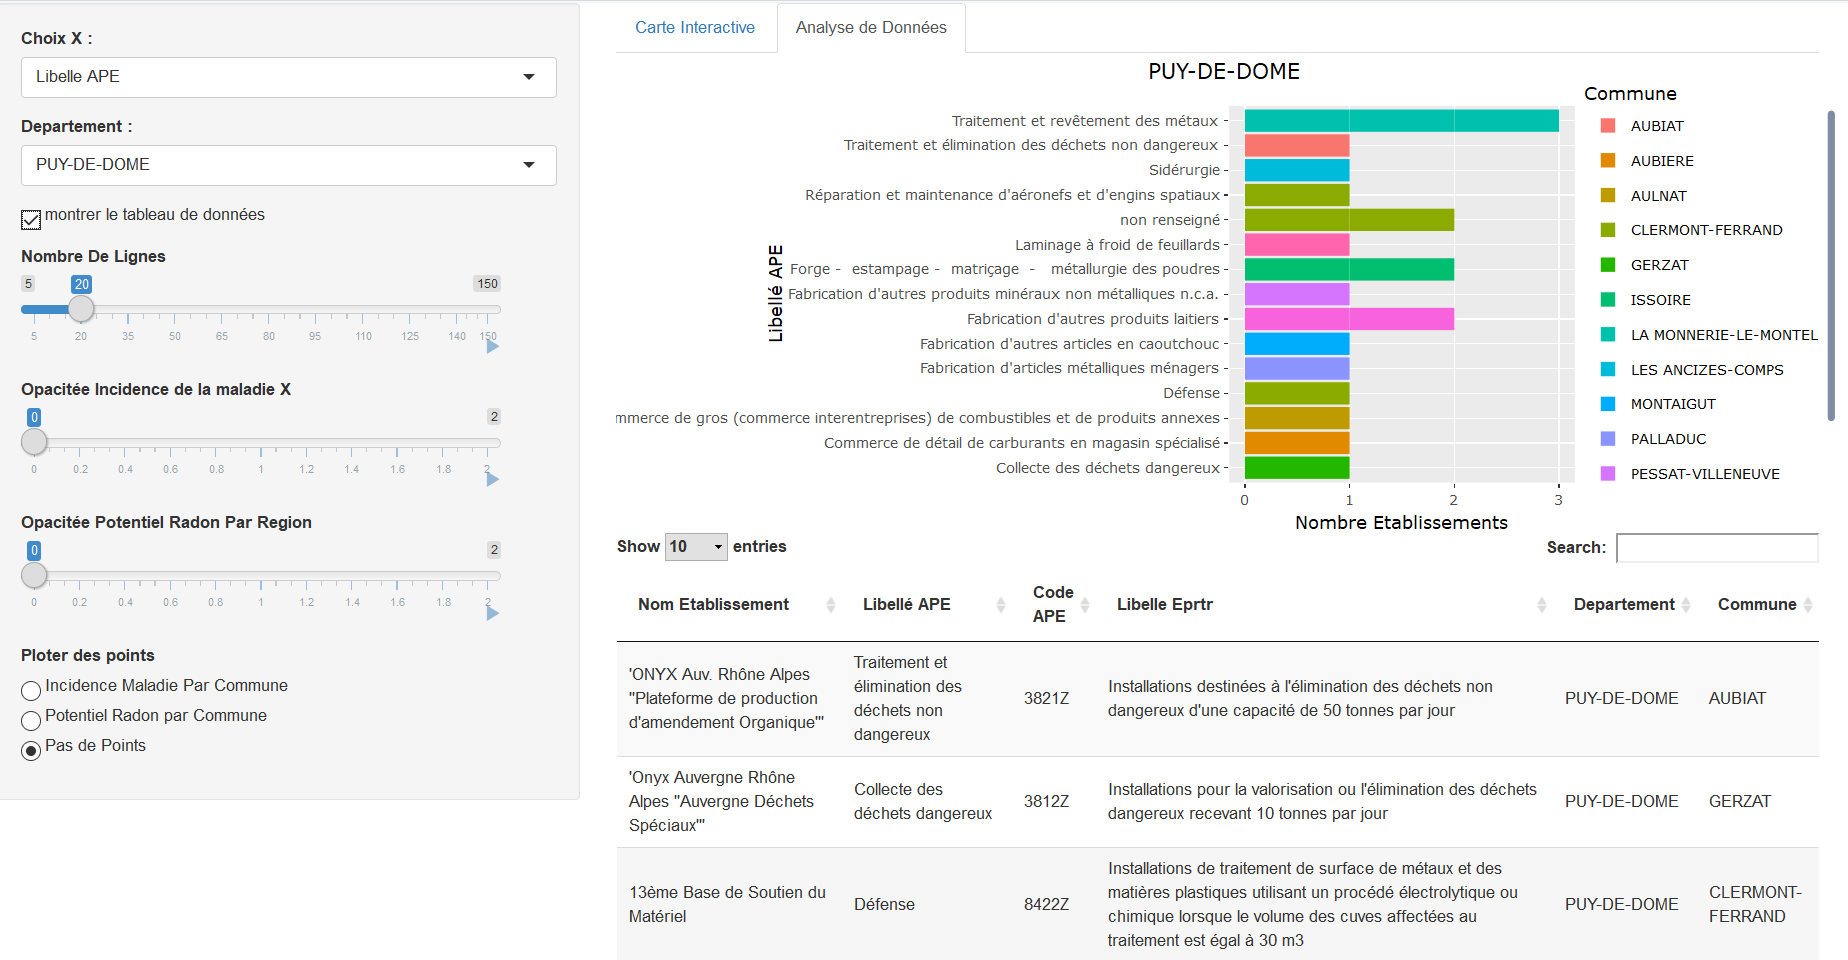 Choix X :
Libelle APE
Departement :
PUY-DE-DOME
montrer le tableau de données
Nombre De Lignes
5 20 150
5 20 35 50 65 80 95 110 125 140 150
Opacitée Incidence de la maladie X
0 2
0 0.2 0.4 0.6 0.8 1 1.2 1.4 1.6 1.8 2
Opacitée Potentiel Radon Par Region
0 2
0 0.2 0.4 0.6 0.8 1 1.2 1.4 1.6 1.8 2
Ploter des points
Incidence Maladie Par Commune
Potentiel Radon par Commune
Pas de Points
Carte Interactive
Analyse de Données
PUY-DE-DOME
Libellé APE
Traitement et revêtement des métaux
Traitement et élimination des déchets non dangereux
Sidérurgie
Réparation et maintenance d'aéronefs et d'engins spatiaux
non renseigné
Laminage à froid de feuillards
Forge - estampage - matriçage - métallurgie des poudres
Fabrication d'autres produits minéraux non métalliques n.c.a.
Fabrication d'autres produits laitiers
Fabrication d'autres articles en caoutchouc
Fabrication d'articles métalliques ménagers
Défense
mmerce de gros (commerce interentreprises) de combustibles et de produits annexes
Commerce de détail de carburants en magasin spécialisé
Collecte des déchets dangereux
0 1 2 3
Nombre Etablissements
Commune
AUBIAT
AUBIERE
AULNAT
CLERMONT-FERRAND
GERZAT
ISSOIRE
LA MONNERIE-LE-MONTEL
LES ANCIZES-COMPS
MONTAIGUT
PALLADUC
PESSAT-VILLENEUVE
Show 10 entries
Search:
Nom Etablissement
Libellé APE
Code
APE
Libelle Eprtr
Departement
Commune
'ONYX Auv. Rhône Alpes
"Plateforme de production
d'amendement Organique"'
Traitement et
élimination des
déchets non
dangereux
3821Z
Installations destinées à l'élimination des déchets non
dangereux d'une capacité de 50 tonnes par jour
PUY-DE-DOME
AUBIAT
'Onyx Auvergne Rhône
Alpes "Auvergne Déchets
Spéciaux"'
Collecte des
déchets dangereux
3812Z
Installations pour la valorisation ou l'élimination des déchets
dangereux recevant 10 tonnes par jour
PUY-DE-DOME
GERZAT
13ème Base de Soutien du
Matériel
Défense
8422Z
Installations de traitement de surface de métaux et des
matières plastiques utilisant un procédé électrolytique ou
chimique lorsque le volume des cuves affectées au
traitement est égal à 30 m3
PUY-DE-DOME
CLERMONT-
FERRAND